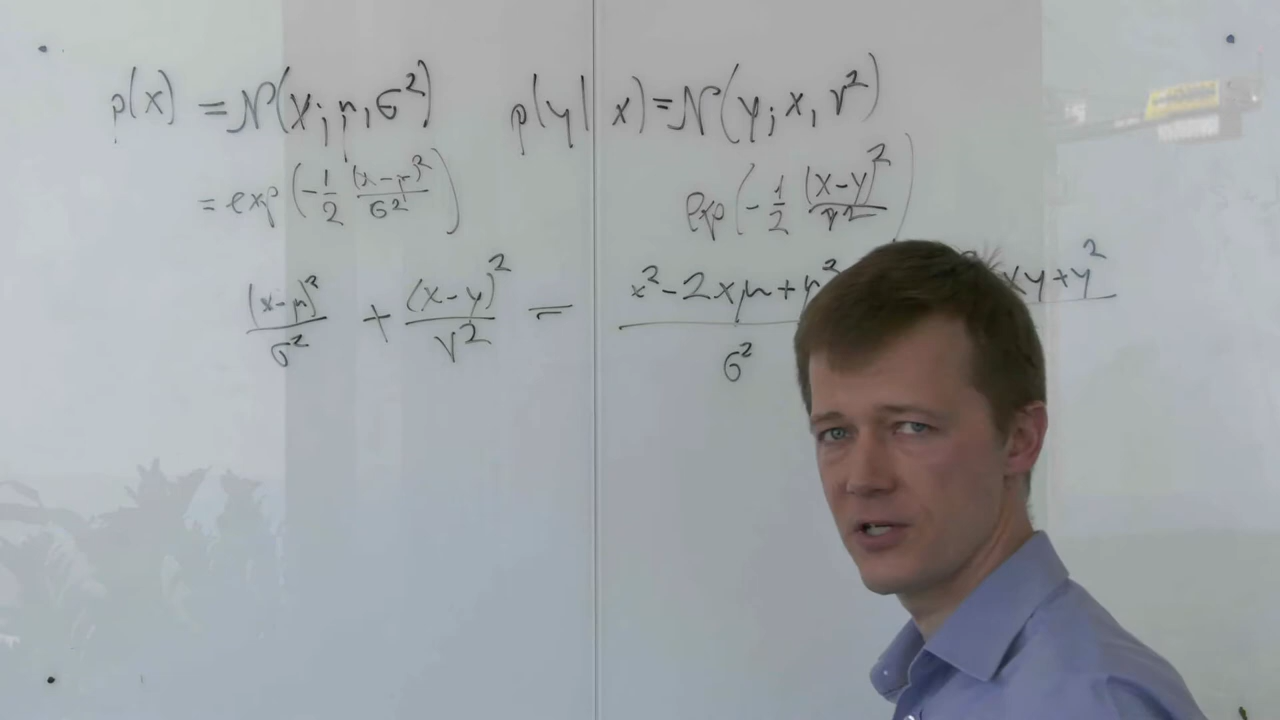 p(x) = N(x; μ, σ²) p(y|x) = N(y; x, ν²)
= exp(-1/2 (x-μ)²/σ²) exp(-1/2 (x-y)²/ν²)
(x-μ)²/σ² + (x-y)²/ν² = x²-2xμ+μ²/σ² xy+y²